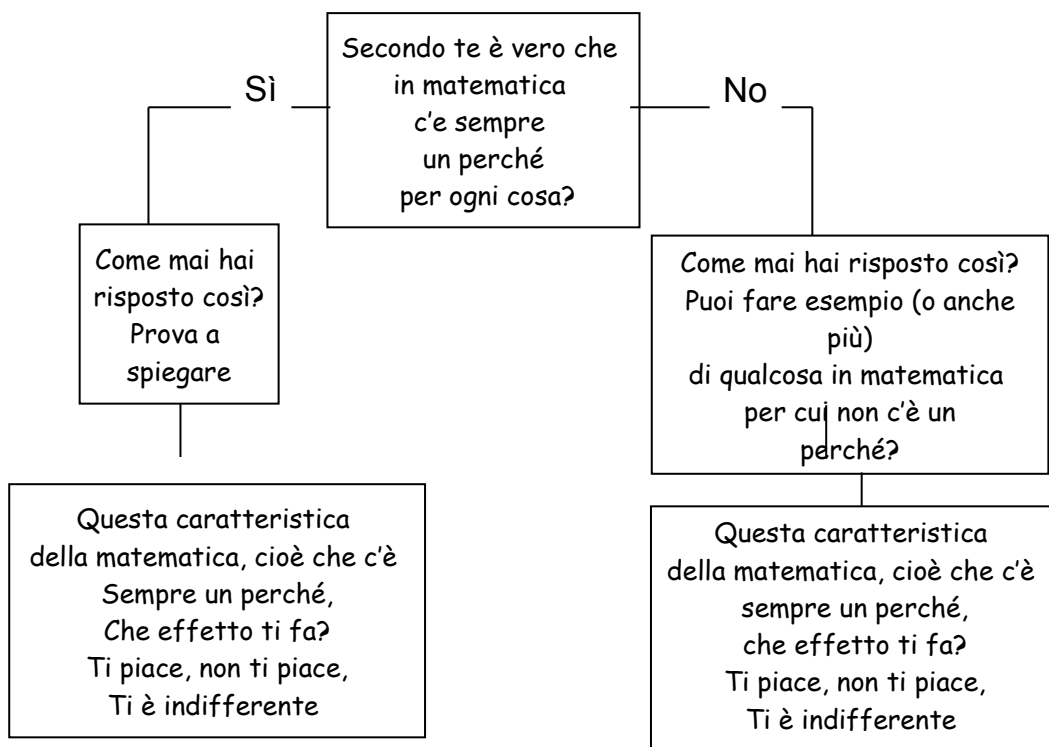 Secondo te è vero che
in matematica
c'e sempre
un perché
per ogni cosa?
Sì
No
Come mai hai
risposto così?
Prova a
spiegare
Come mai hai risposto così?
Puoi fare esempio (o anche
più)
di qualcosa in matematica
per cui non c'è un
perché?
Questa caratteristica
della matematica, cioè che c'è
Sempre un perché,
Che effetto ti fa?
Ti piace, non ti piace,
Ti è indifferente
Questa caratteristica
della matematica, cioè che c'è
sempre un perché,
che effetto ti fa?
Ti piace, non ti piace,
Ti è indifferente